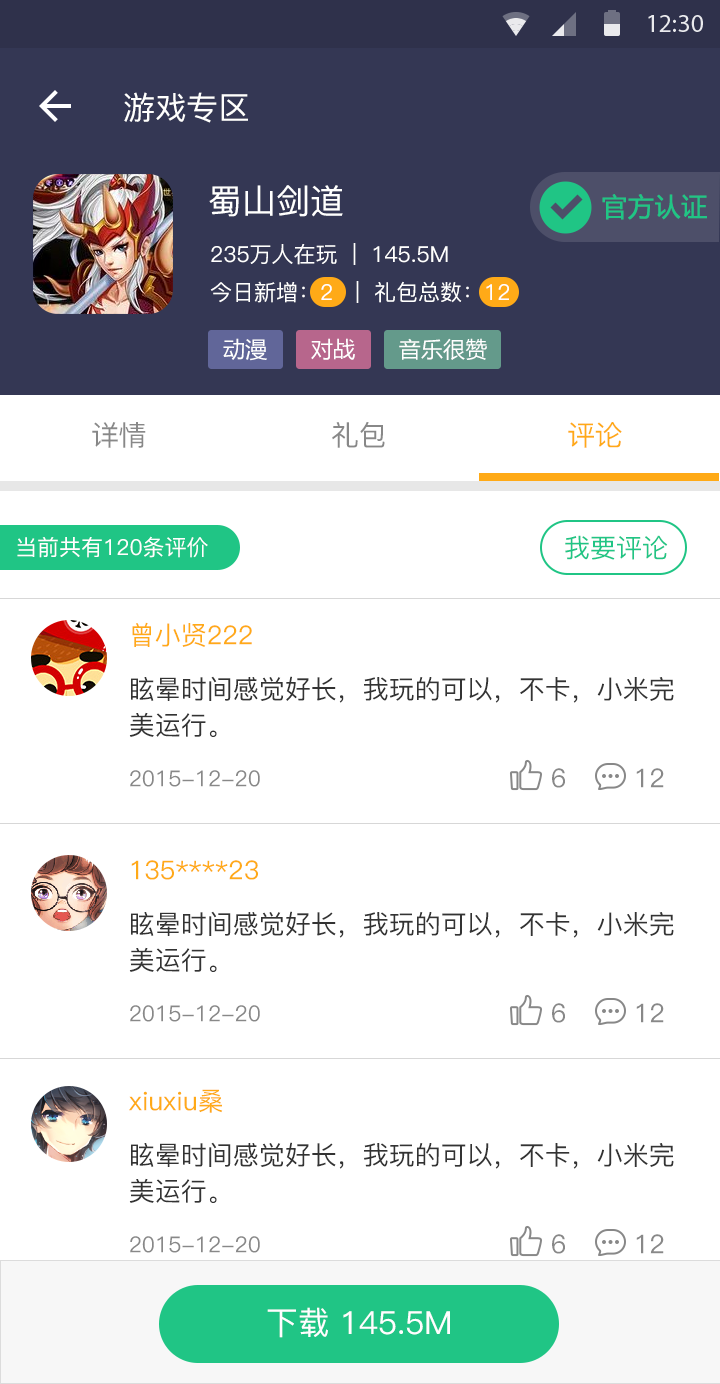 12:30
游戏专区
蜀山剑道
官方认证
235万人在玩 | 145.5M
今日新增：2 | 礼包总数：12
动漫 对战 音乐很赞
详情 礼包 评论
当前共有120条评价 我要评论
曾小贤222
眩晕时间感觉好长，我玩的可以，不卡，小米完
美运行。
2015-12-20 6 12
135****23
眩晕时间感觉好长，我玩的可以，不卡，小米完
美运行。
2015-12-20 6 12
xiuxiu桑
眩晕时间感觉好长，我玩的可以，不卡，小米完
美运行。
2015-12-20 6 12
下载 145.5M